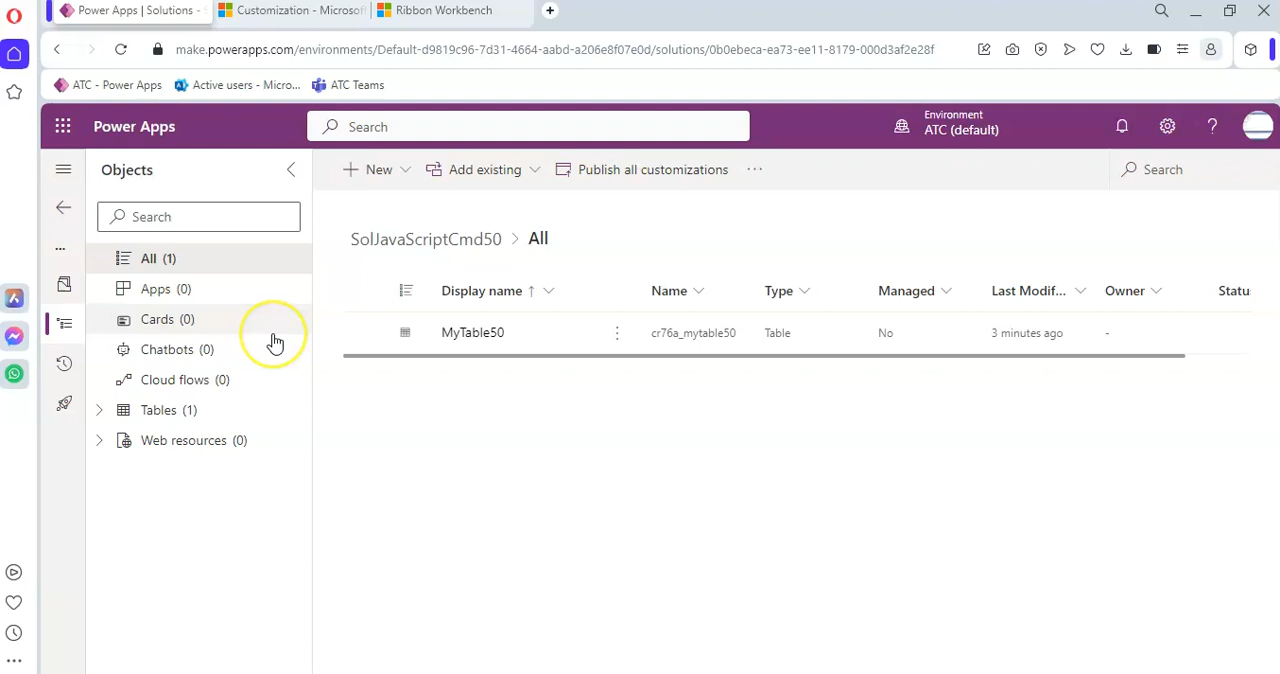 Power Apps | Solutions - S
Customization - Microsof
Ribbon Workbench
make.powerapps.com/environments/Default-d9819c96-7d31-4664-aabd-a206e8f07e0d/solutions/0b0ebeca-ea73-ee11-8179-000d3af2e28f
ATC - Power Apps
Active users - Micro...
ATC Teams
Power Apps
Search
Environment
ATC (default)
Objects
New
Add existing
Publish all customizations
Search
Search
SolJavaScriptCmd50 > All
All (1)
Apps (0)
Cards (0)
Chatbots (0)
Cloud flows (0)
Tables (1)
Web resources (0)
Display name ↑ Name Type Managed Last Modif... Owner Statu
MyTable50 cr76a_mytable50 Table No 3 minutes ago -